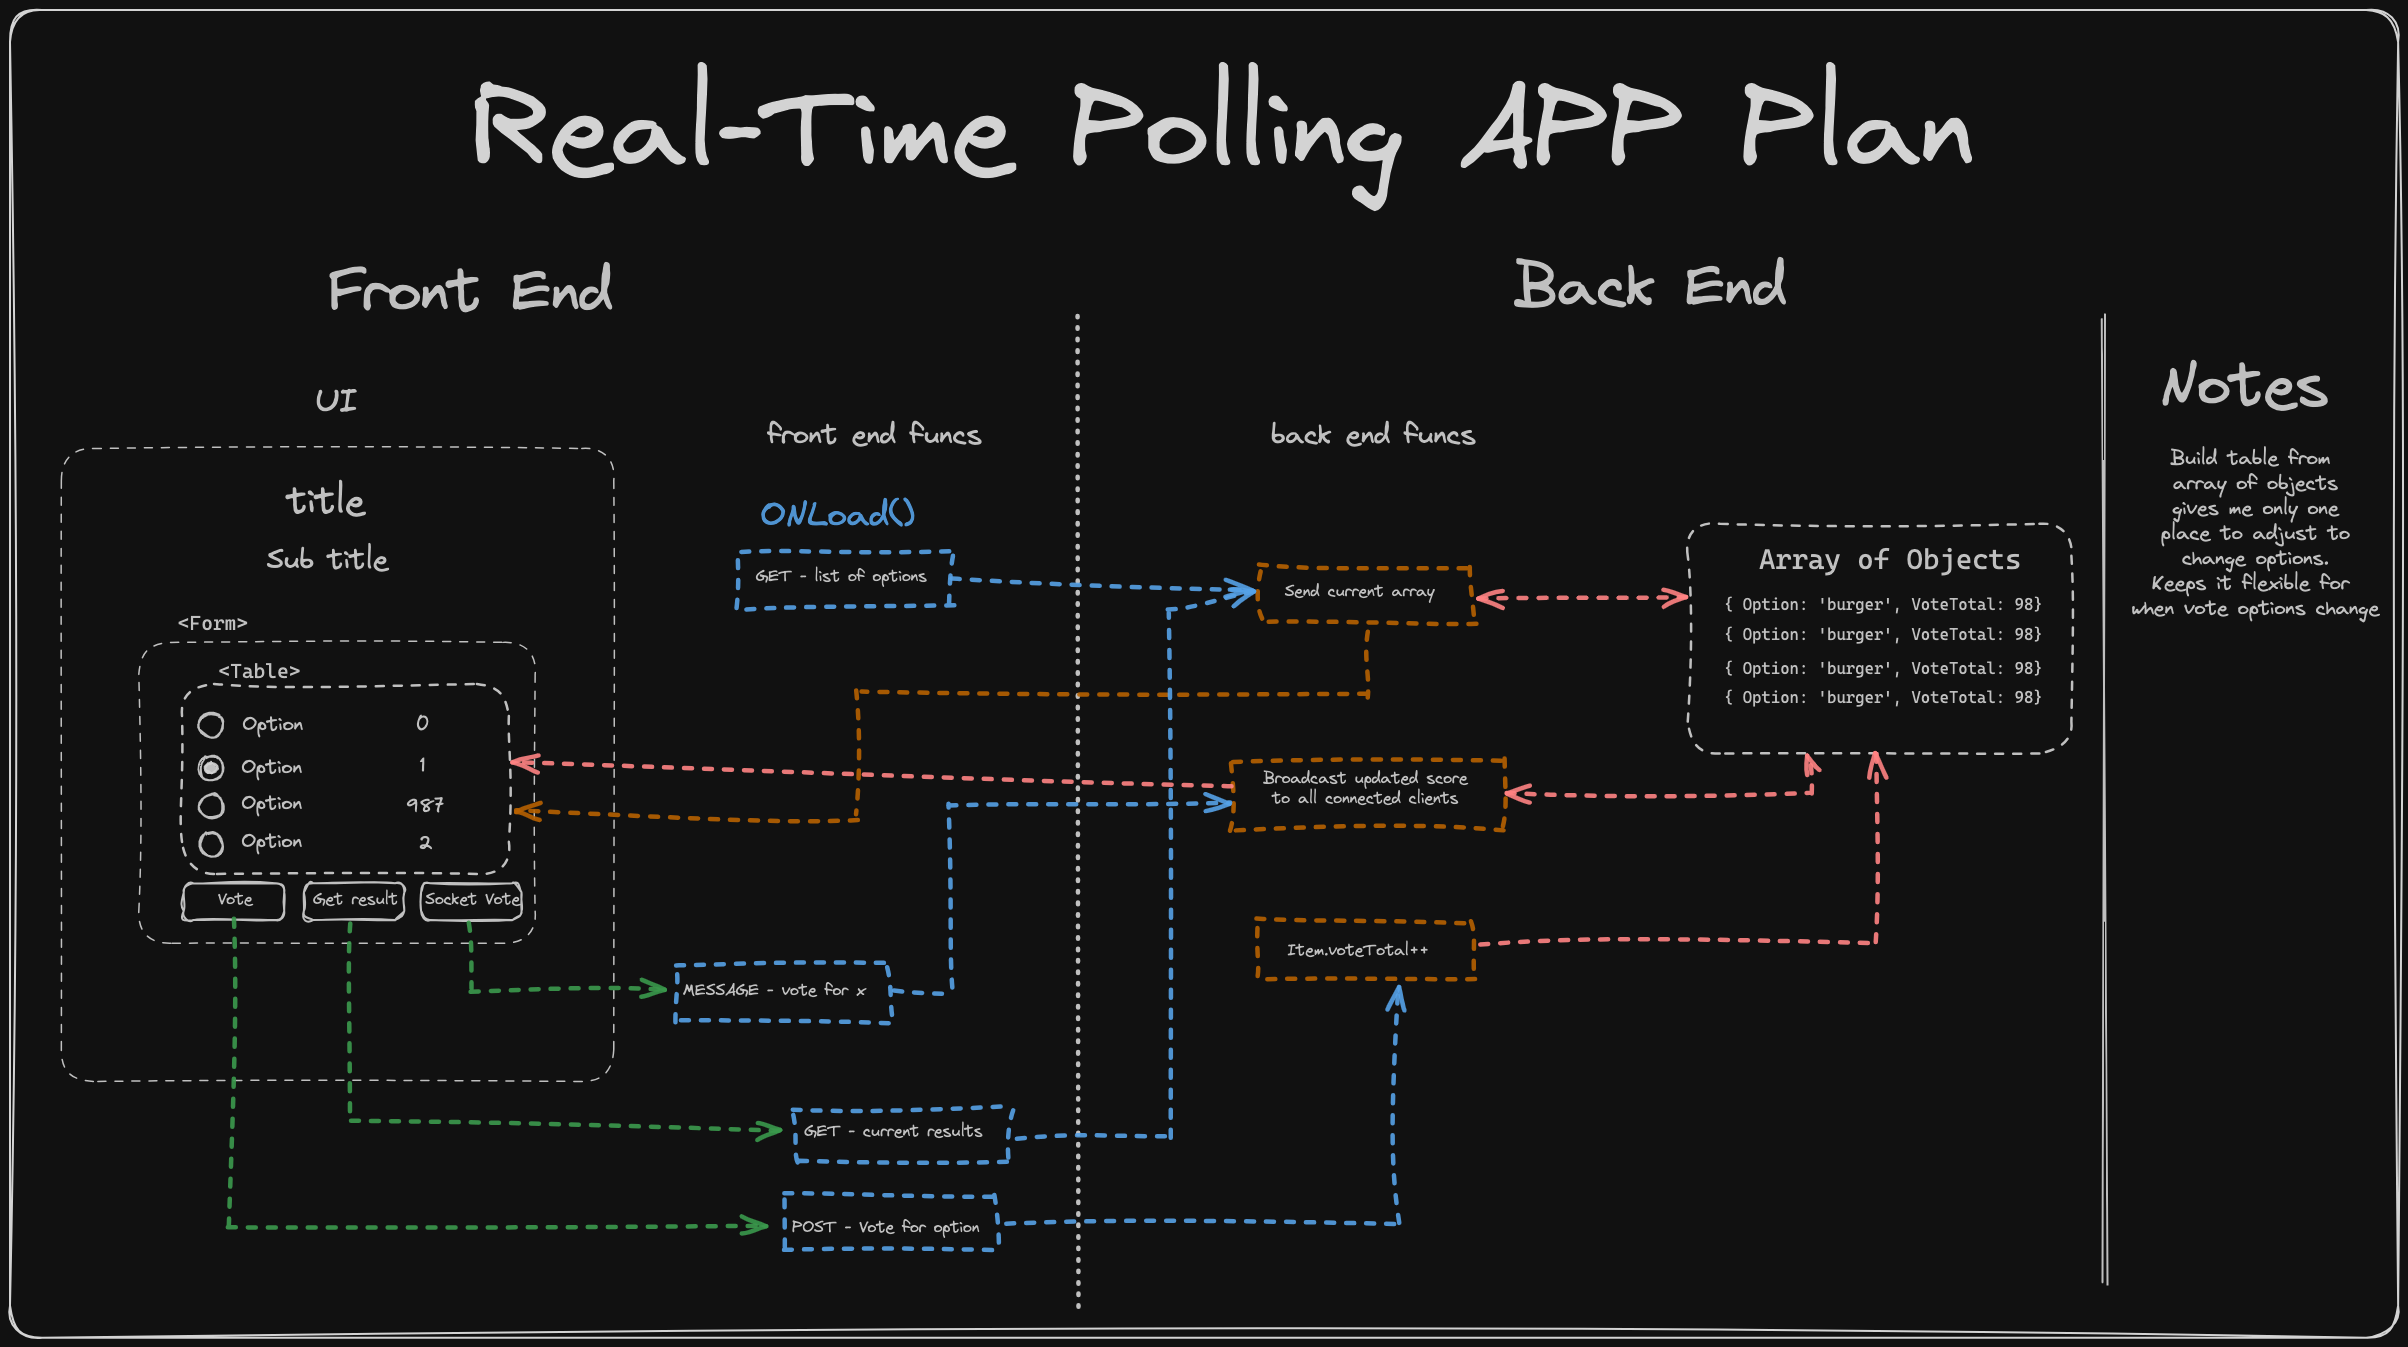 Real-Time Polling APP Plan
Front End
Back End
UI
title
Sub title
<Form>
<Table>
Option 0
Option 1
Option 987
Option 2
Vote
Get result
Socket Vote
front end funcs
ONLoad()
GET - list of options
MESSAGE - vote for x
GET - current results
POST - Vote for option
back end funcs
Send current array
Broadcast updated score
to all connected clients
Item.voteTotal++
Array of Objects
{ Option: 'burger', VoteTotal: 98}
{ Option: 'burger', VoteTotal: 98}
{ Option: 'burger', VoteTotal: 98}
{ Option: 'burger', VoteTotal: 98}
Notes
Build table from
array of objects
gives me only one
place to adjust to
change options.
Keeps it flexible for
when vote options change